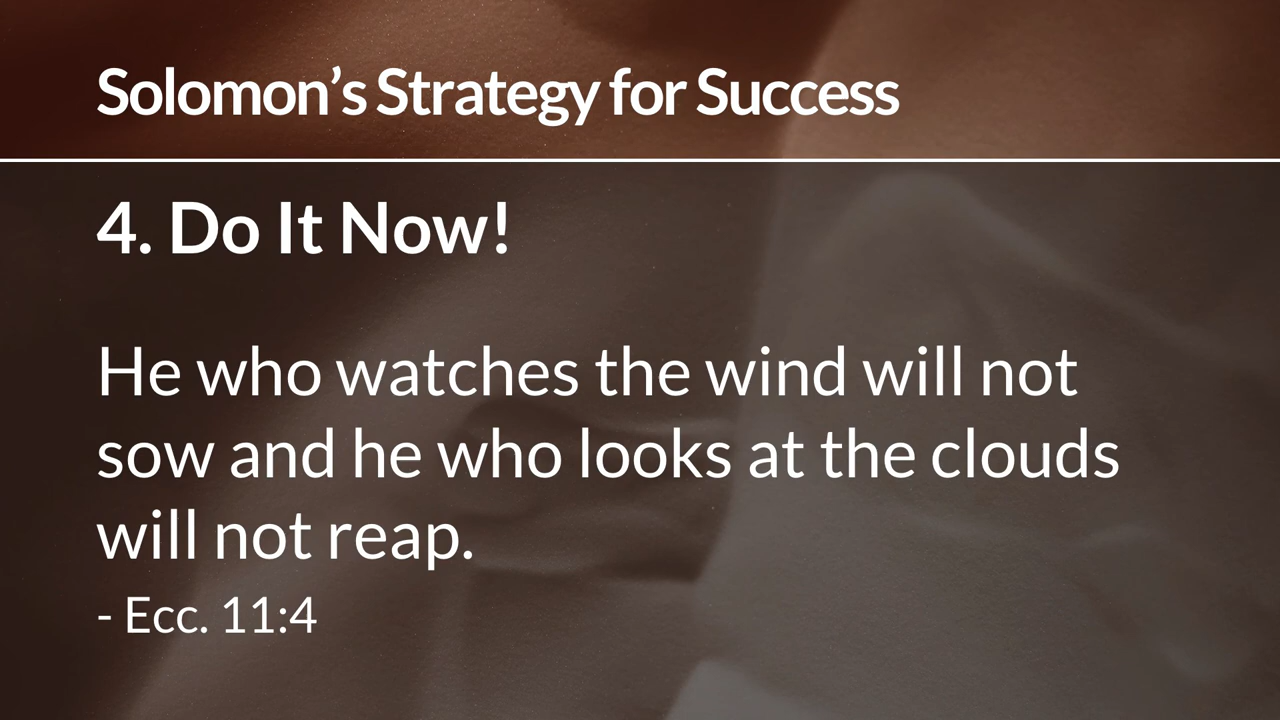 Solomon’s Strategy for Success
4. Do It Now!
He who watches the wind will not
sow and he who looks at the clouds
will not reap.
- Ecc. 11:4